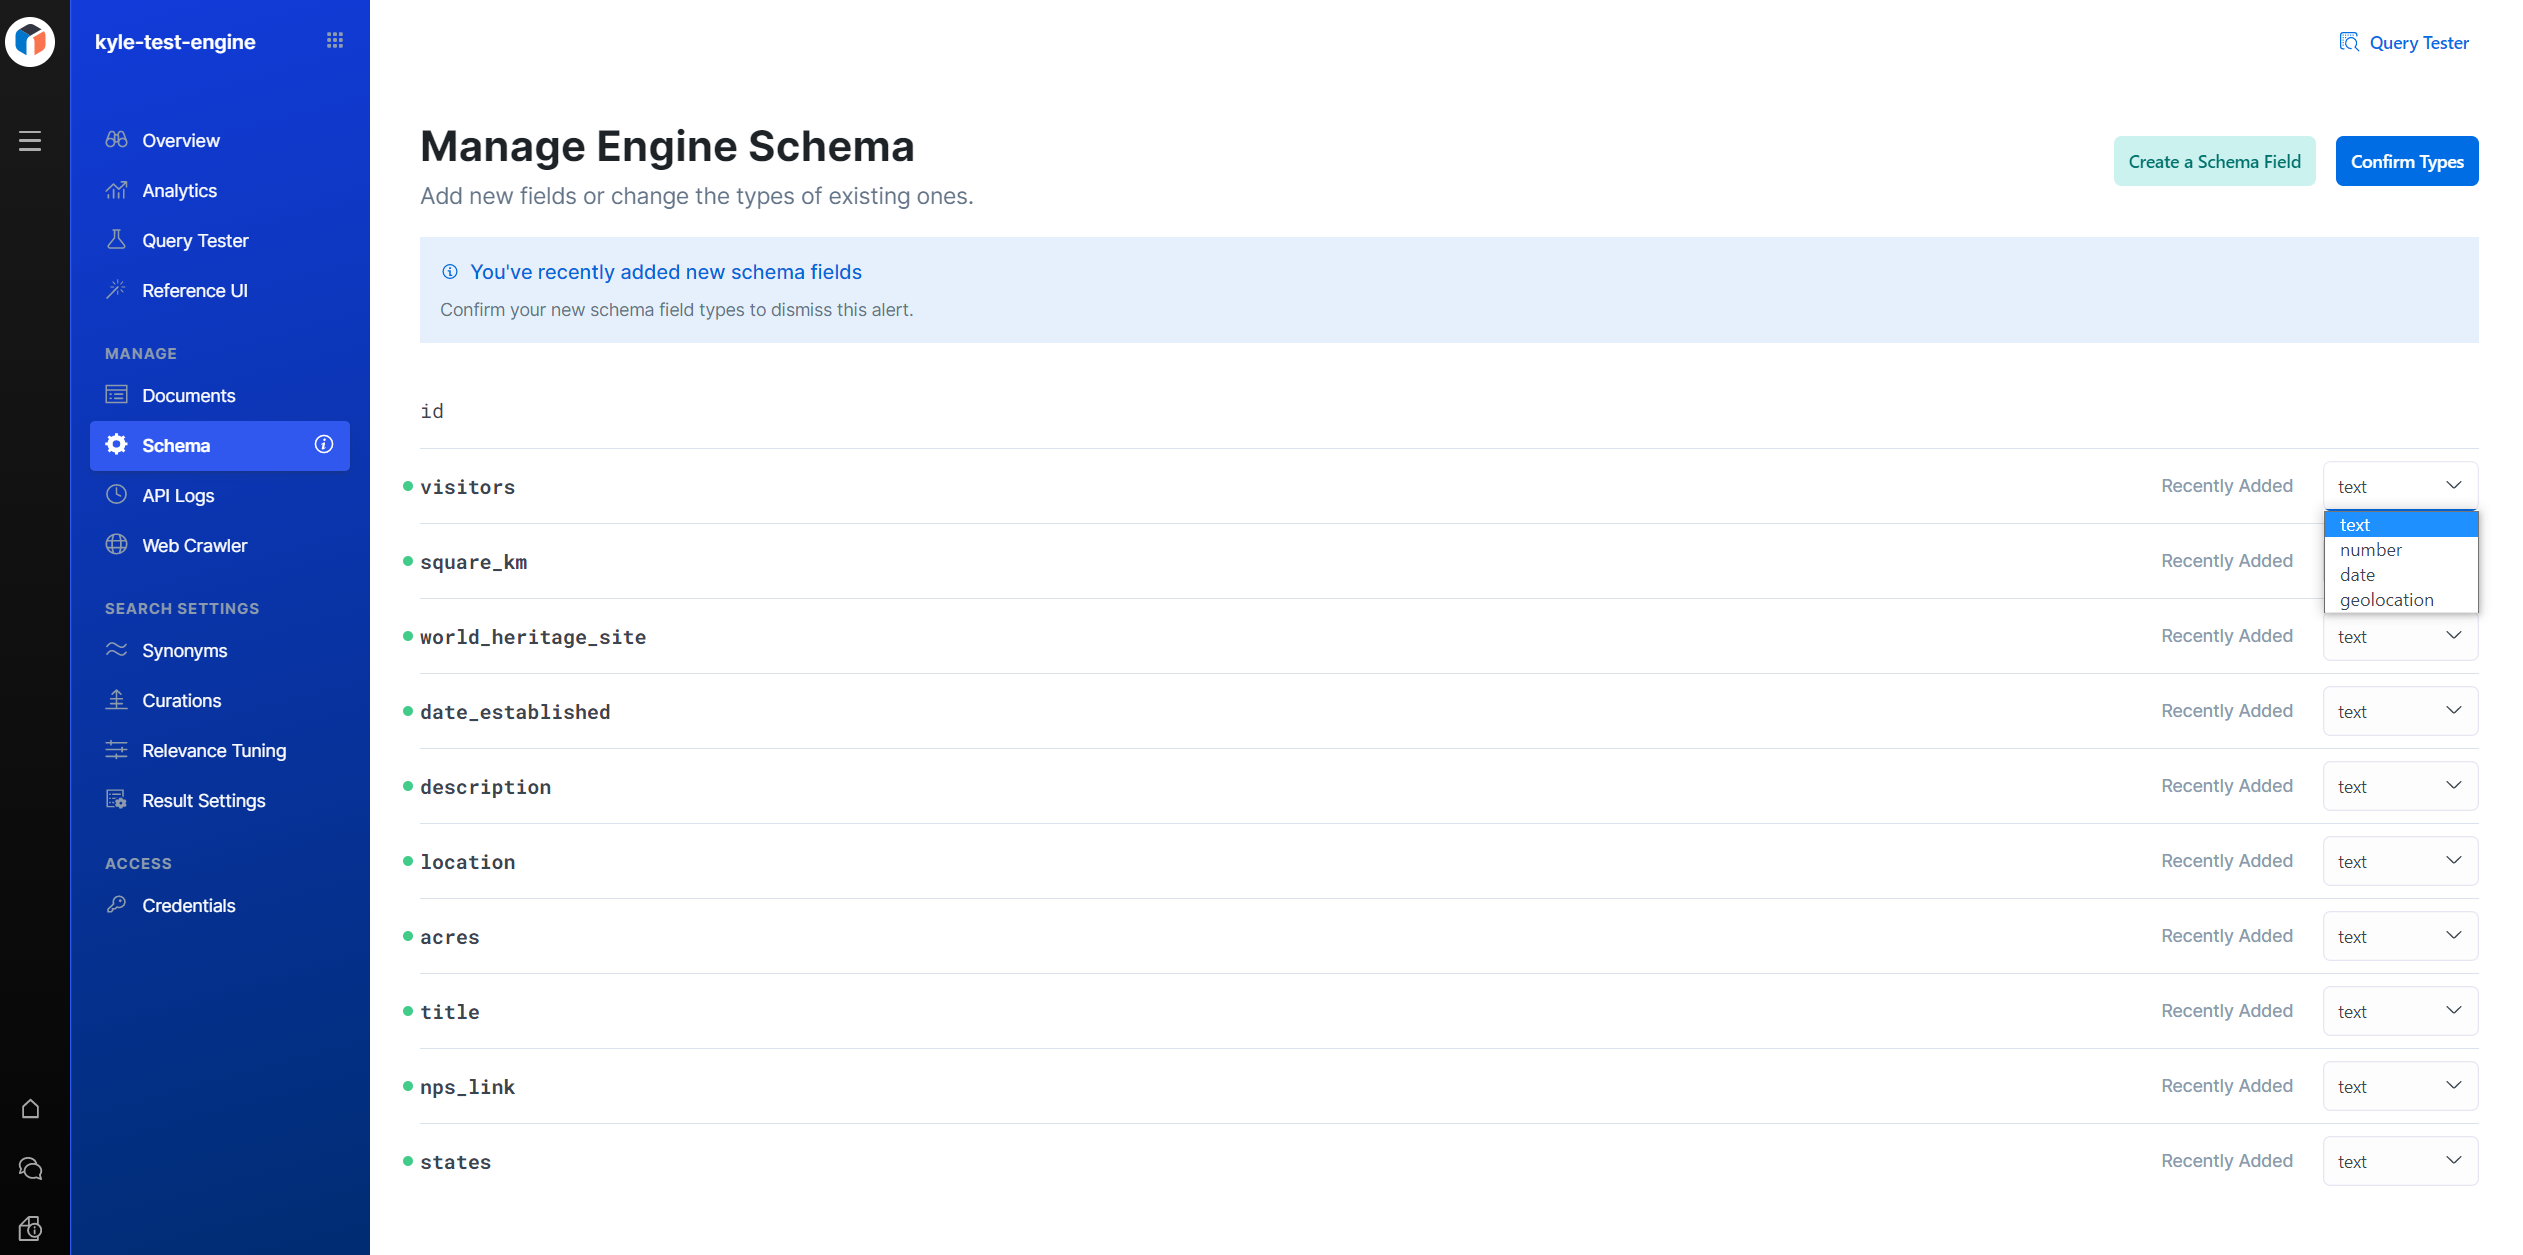 kyle-test-engine
Overview
Analytics
Query Tester
Reference UI
MANAGE
Documents
Schema
API Logs
Web Crawler
SEARCH SETTINGS
Synonyms
Curations
Relevance Tuning
Result Settings
ACCESS
Credentials
Query Tester
Manage Engine Schema
Add new fields or change the types of existing ones.
Create a Schema Field
Confirm Types
You've recently added new schema fields
Confirm your new schema field types to dismiss this alert.
id
visitors Recently Added text
text
number
date
geolocation
square_km Recently Added
world_heritage_site Recently Added text
date_established Recently Added text
description Recently Added text
location Recently Added text
acres Recently Added text
title Recently Added text
nps_link Recently Added text
states Recently Added text